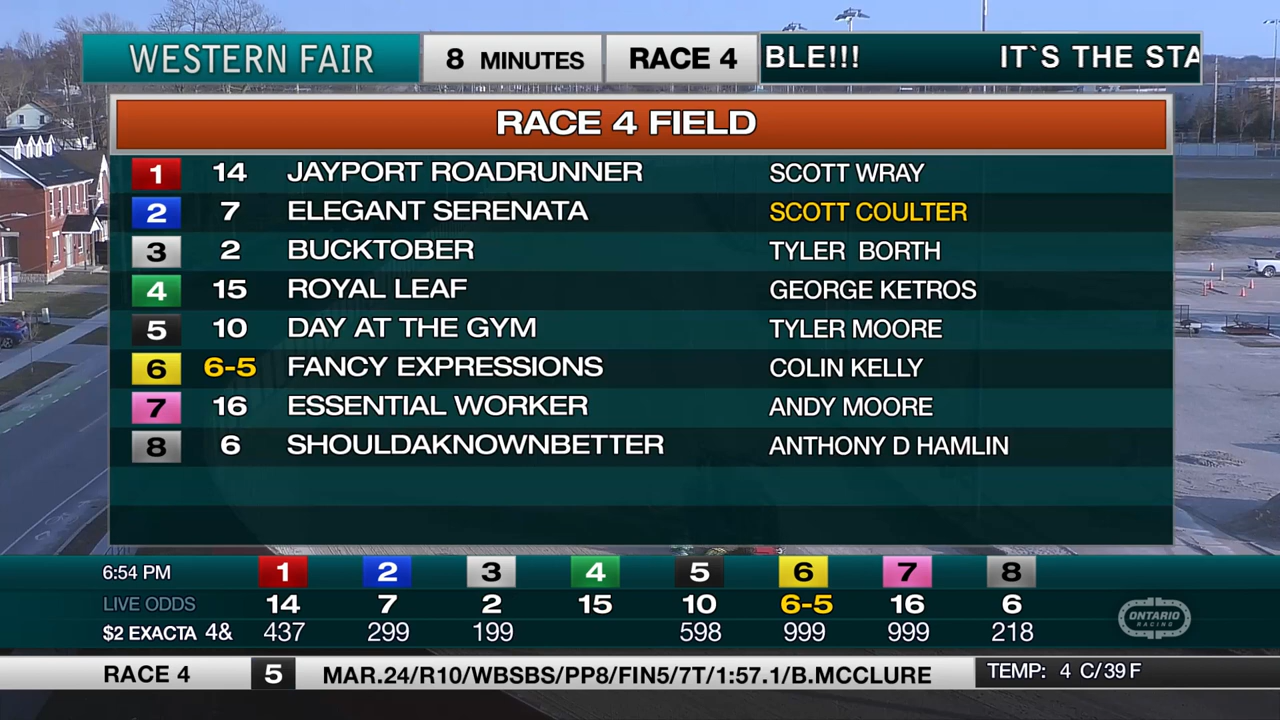 WESTERN FAIR 8 MINUTES RACE 4 BLE!!! IT`S THE STA
RACE 4 FIELD
1 14 JAYPORT ROADRUNNER SCOTT WRAY
2 7 ELEGANT SERENATA SCOTT COULTER
3 2 BUCKTOBER TYLER BORTH
4 15 ROYAL LEAF GEORGE KETROS
5 10 DAY AT THE GYM TYLER MOORE
6 6-5 FANCY EXPRESSIONS COLIN KELLY
7 16 ESSENTIAL WORKER ANDY MOORE
8 6 SHOULDAKNOWNBETTER ANTHONY D HAMLIN
6:54 PM 1 2 3 4 5 6 7 8
LIVE ODDS 14 7 2 15 10 6-5 16 6
$2 EXACTA 4& 437 299 199 598 999 999 218
ONTARIO
RACING
RACE 4 5 MAR.24/R10/WBSBS/PP8/FIN5/7T/1:57.1/B.MCCLURE TEMP: 4 C/39F